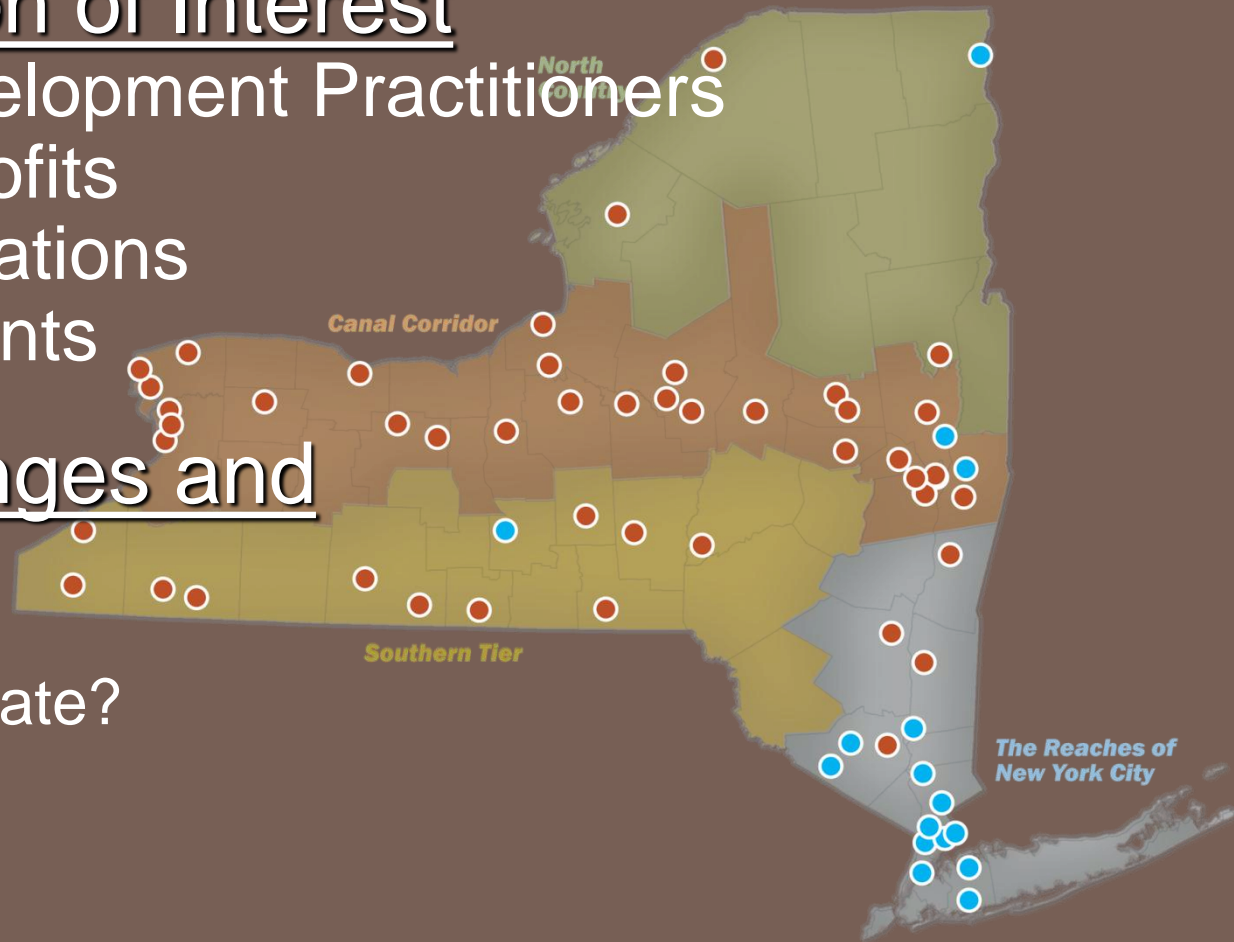 on of Interest
North
Country
elopment Practitioners
ofits
ations
Canal Corridor
nts
nges and
Southern Tier
ate?
The Reaches of
New York City